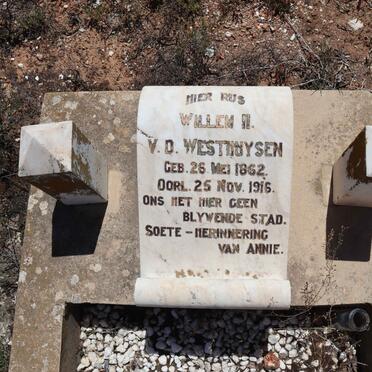 HIER RUS
WILLEM H.
V.D. WESTHUYSEN
GEB. 26 MEI 1862.
OORL. 25 NOV. 1916.
ONS HET HIER GEEN
BLYWENDE STAD.
SOETE – HERINNERING
VAN ANNIE.